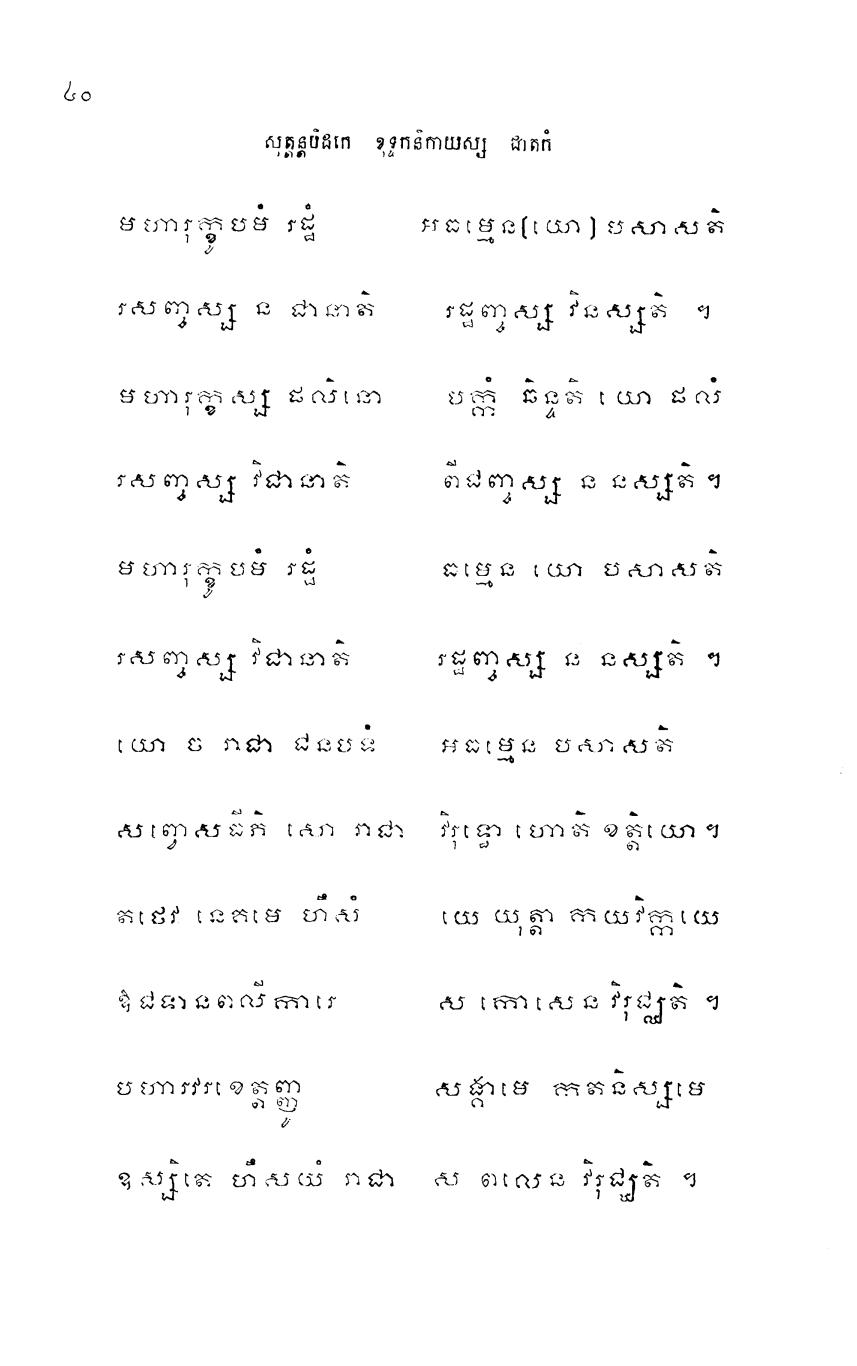 ៤០
សុត្តន្តបិដកេ ខុទ្ទកនិកាយស្ស ជាតកំ
មហារុក្ខូបមំ រដ្ឋំ អធម្មេន(យោ) បសាសតិ
រសញ្ចស្ស ន ជានាតិ រដ្ឋញ្ចស្ស វិនស្សតិ ។
មហារុក្ខស្ស ផលិនោ បក្កំ ឆិន្ទតិ យោ ផលំ
រសញ្ចស្ស វិជានាតិ ពីជញ្ចស្ស ន នស្សតិ ។
មហារុក្ខូបមំ រដ្ឋំ ធម្មេន យោ បសាសតិ
រសញ្ចស្ស វិជានាតិ រដ្ឋញ្ចស្ស ន នស្សតិ ។
យោ ច រាជា ជនបទំ អធម្មេន បសាសតិ
សព្វោសធីភិ សោ រាជា វិរុទ្ធោ ហោតិ ខត្តិយោ ។
តថេវ នេគមេ ហឹសំ យេ យុត្តា កយវិក្កយេ
ឱជទានពលីការេ ស កោសេន វិរុជ្ឈតិ ។
បហារវរខេត្តញ្ញូ សង្គាមេ កតនិស្សមេ
ឧស្សិតេ ហឹសយំ រាជា ស ពលេន វិរុជ្ឈតិ ។